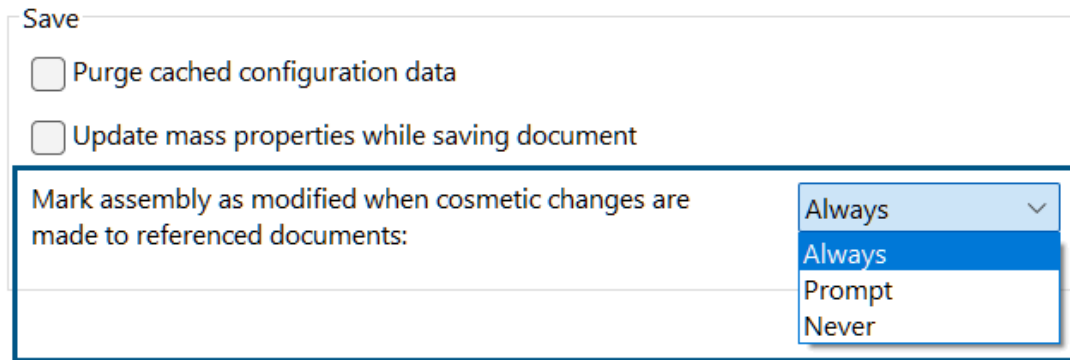 Save
Purge cached configuration data
Update mass properties while saving document
Mark assembly as modified when cosmetic changes are
made to referenced documents:
Always
Always
Prompt
Never